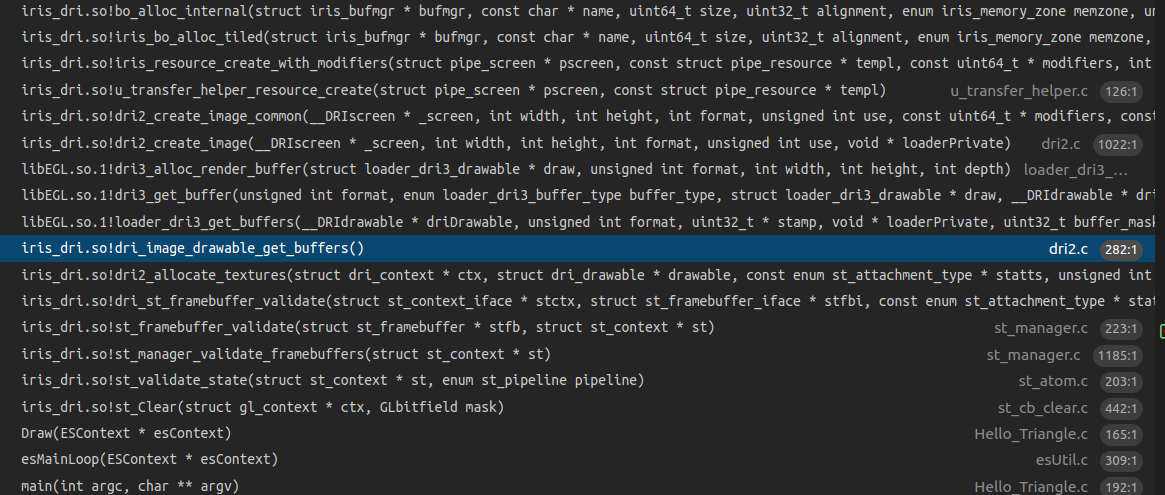 iris_dri.so!bo_alloc_internal(struct iris_bufmgr * bufmgr, const char * name, uint64_t size, uint32_t alignment, enum iris_memory_zone memzone,
iris_dri.so!iris_bo_alloc_tiled(struct iris_bufmgr * bufmgr, const char * name, uint64_t size, uint32_t alignment, enum iris_memory_zone memzone,
iris_dri.so!iris_resource_create_with_modifiers(struct pipe_screen * pscreen, const struct pipe_resource * templ, const uint64_t * modifiers, int
iris_dri.so!u_transfer_helper_resource_create(struct pipe_screen * pscreen, const struct pipe_resource * templ) u_transfer_helper.c 126:1
iris_dri.so!dri2_create_image_common(__DRIscreen * _screen, int width, int height, int format, unsigned int use, const uint64_t * modifiers, const
iris_dri.so!dri2_create_image(__DRIscreen * _screen, int width, int height, int format, unsigned int use, void * loaderPrivate) dri2.c 1022:1
libEGL.so.1!dri3_alloc_render_buffer(struct loader_dri3_drawable * draw, unsigned int format, int width, int height, int depth) loader_dri3_...
libEGL.so.1!dri3_get_buffer(unsigned int format, enum loader_dri3_buffer_type buffer_type, struct loader_dri3_drawable * draw, __DRIdrawable * dri
libEGL.so.1!loader_dri3_get_buffers(__DRIdrawable * driDrawable, unsigned int format, uint32_t * stamp, void * loaderPrivate, uint32_t buffer_mask
iris_dri.so!dri_image_drawable_get_buffers() dri2.c 282:1
iris_dri.so!dri2_allocate_textures(struct dri_context * ctx, struct dri_drawable * drawable, const enum st_attachment_type * statts, unsigned int
iris_dri.so!dri_st_framebuffer_validate(struct st_context_iface * stctx, struct st_framebuffer_iface * stfbi, const enum st_attachment_type * stat
iris_dri.so!st_framebuffer_validate(struct st_framebuffer * stfb, struct st_context * st) st_manager.c 223:1
iris_dri.so!st_manager_validate_framebuffers(struct st_context * st) st_manager.c 1185:1
iris_dri.so!st_validate_state(struct st_context * st, enum st_pipeline pipeline) st_atom.c 203:1
iris_dri.so!st_Clear(struct gl_context * ctx, GLbitfield mask) st_cb_clear.c 442:1
Draw(ESContext * esContext) Hello_Triangle.c 165:1
esMainLoop(ESContext * esContext) esUtil.c 309:1
main(int argc, char ** argv) Hello_Triangle.c 192:1